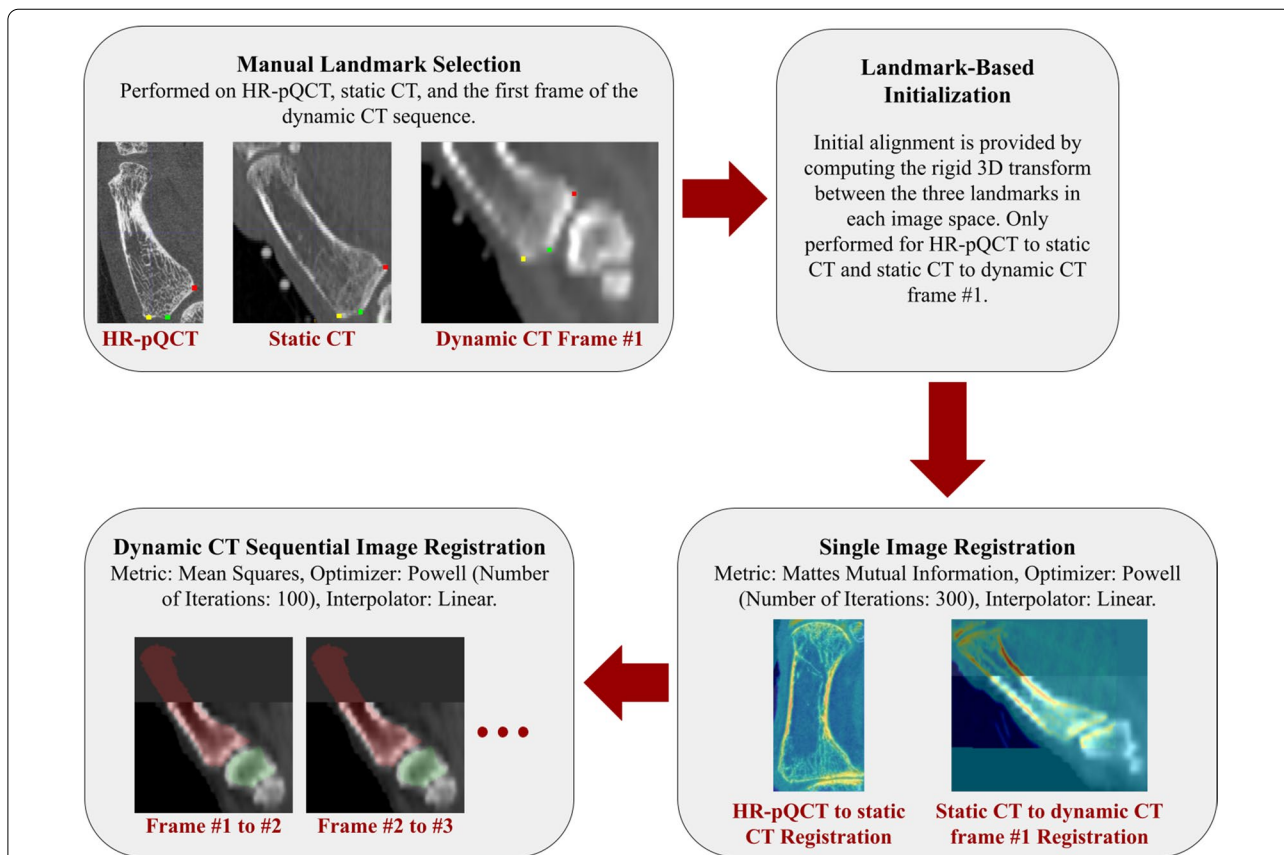 Manual Landmark Selection
Performed on HR-pQCT, static CT, and the first frame of the
dynamic CT sequence.
HR-pQCT
Static CT
Dynamic CT Frame #1
Landmark-Based
Initialization
Initial alignment is provided by
computing the rigid 3D transform
between the three landmarks in
each image space. Only
performed for HR-pQCT to static
CT and static CT to dynamic CT
frame #1.
Single Image Registration
Metric: Mattes Mutual Information, Optimizer: Powell
(Number of Iterations: 300), Interpolator: Linear.
HR-pQCT to static
CT Registration
Static CT to dynamic CT
frame #1 Registration
Dynamic CT Sequential Image Registration
Metric: Mean Squares, Optimizer: Powell (Number
of Iterations: 100), Interpolator: Linear.
Frame #1 to #2
Frame #2 to #3